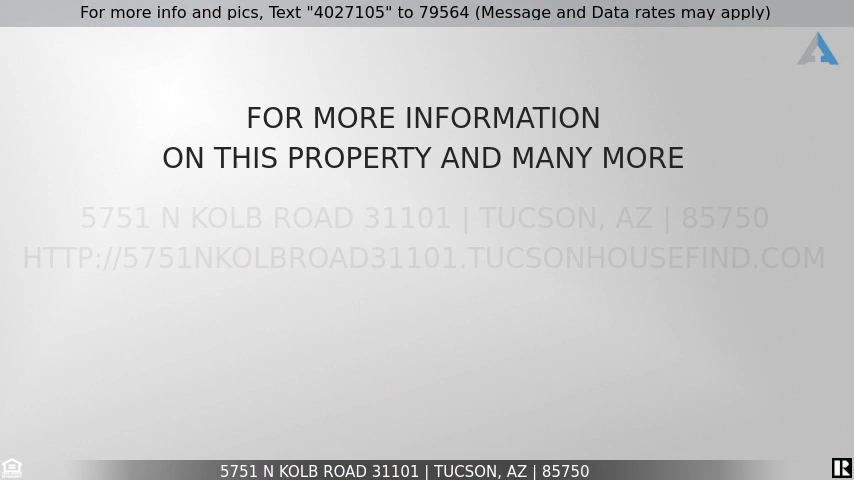 For more info and pics, Text "4027105" to 79564 (Message and Data rates may apply)
FOR MORE INFORMATION
ON THIS PROPERTY AND MANY MORE
5751 N KOLB ROAD 31101 | TUCSON, AZ | 85750
HTTP://5751NKOLBROAD31101.TUCSONHOUSEFIND.COM
5751 N KOLB ROAD 31101 | TUCSON, AZ | 85750